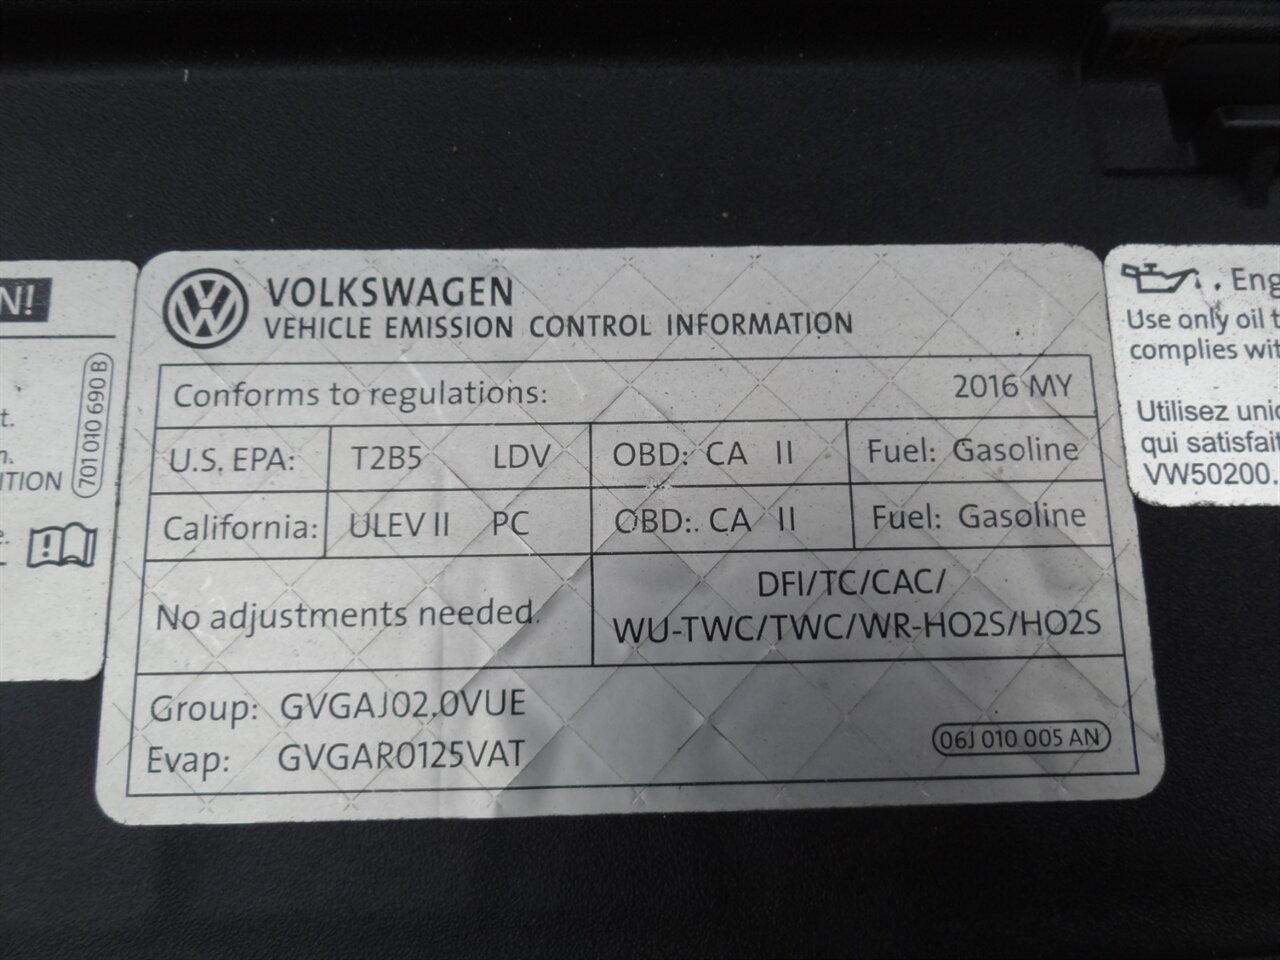 N!
t.
n.
ITION
e.
701 010 690 B
VOLKSWAGEN
VEHICLE EMISSION CONTROL INFORMATION
Conforms to regulations: 2016 MY
U.S. EPA: T2B5 LDV OBD: CA II Fuel: Gasoline
California: ULEV II PC OBD: CA II Fuel: Gasoline
No adjustments needed.
DFI/TC/CAC/
WU-TWC/TWC/WR-HO2S/HO2S
Group: GVGAJ02.0VUE
Evap: GVGAR0125VAT
06J 010 005 AN
Eng
Use only oil t
complies wit
Utilisez uniq
qui satisfait
VW50200.